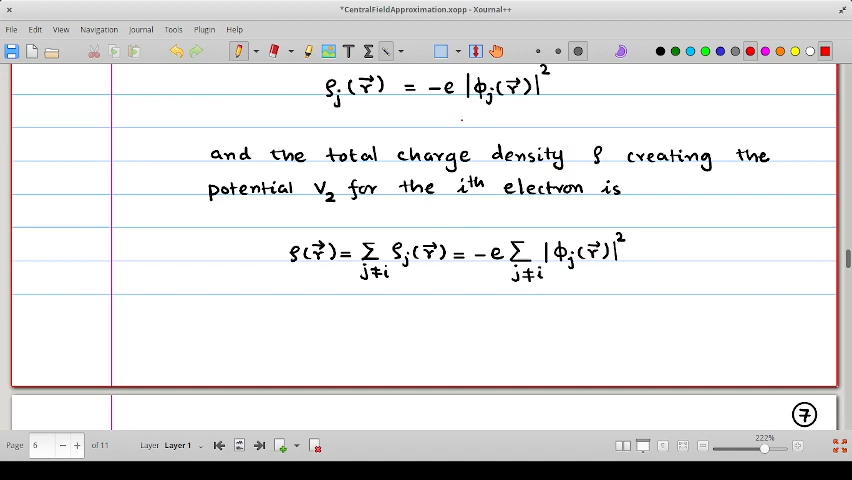 *CentralFieldApproximation.xopp - Xournal++
File Edit View Navigation Journal Tools Plugin Help
ρⱼ(r⃗) = -e |ϕⱼ(r⃗)|²
and the total charge density ρ creating the
potential V₂ for the iᵗʰ electron is
ρ(r⃗) = Σ_{j≠i} ρⱼ(r⃗) = -e Σ_{j≠i} |ϕⱼ(r⃗)|²
7
Page 6 of 11 Layer Layer 1 222%